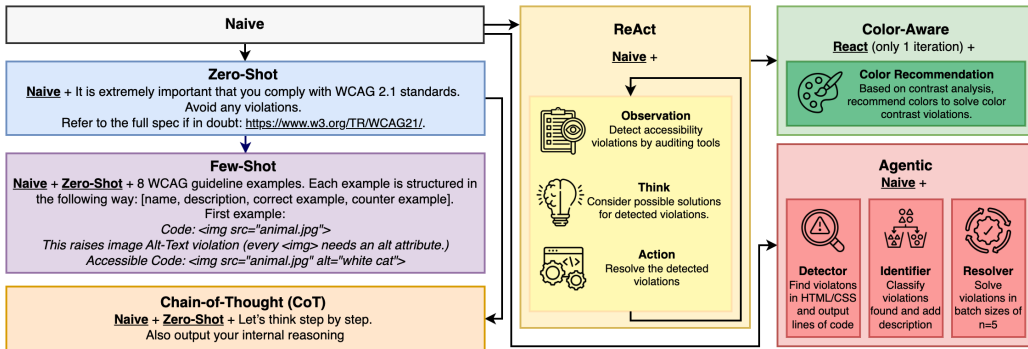 Naive
Zero-Shot
Naive + It is extremely important that you comply with WCAG 2.1 standards.
Avoid any violations.
Refer to the full spec if in doubt: https://www.w3.org/TR/WCAG21/.
Few-Shot
Naive + Zero-Shot + 8 WCAG guideline examples. Each example is structured in
the following way: [name, description, correct example, counter example].
First example:
Code: <img src="animal.jpg">
This raises image Alt-Text violation (every <img> needs an alt attribute.)
Accessible Code: <img src="animal.jpg" alt="white cat">
Chain-of-Thought (CoT)
Naive + Zero-Shot + Let's think step by step.
Also output your internal reasoning
ReAct
Naive +
Observation
Detect accessibility
violations by auditing tools
Think
Consider possible solutions
for detected violations.
Action
Resolve the detected
violations
Color-Aware
React (only 1 iteration) +
Color Recommendation
Based on contrast analysis,
recommend colors to solve color
contrast violations.
Agentic
Naive +
Detector
Find violatons
in HTML/CSS
and output
lines of code
Identifier
Classify
violations
found and add
description
Resolver
Solve
violations in
batch sizes of
n=5